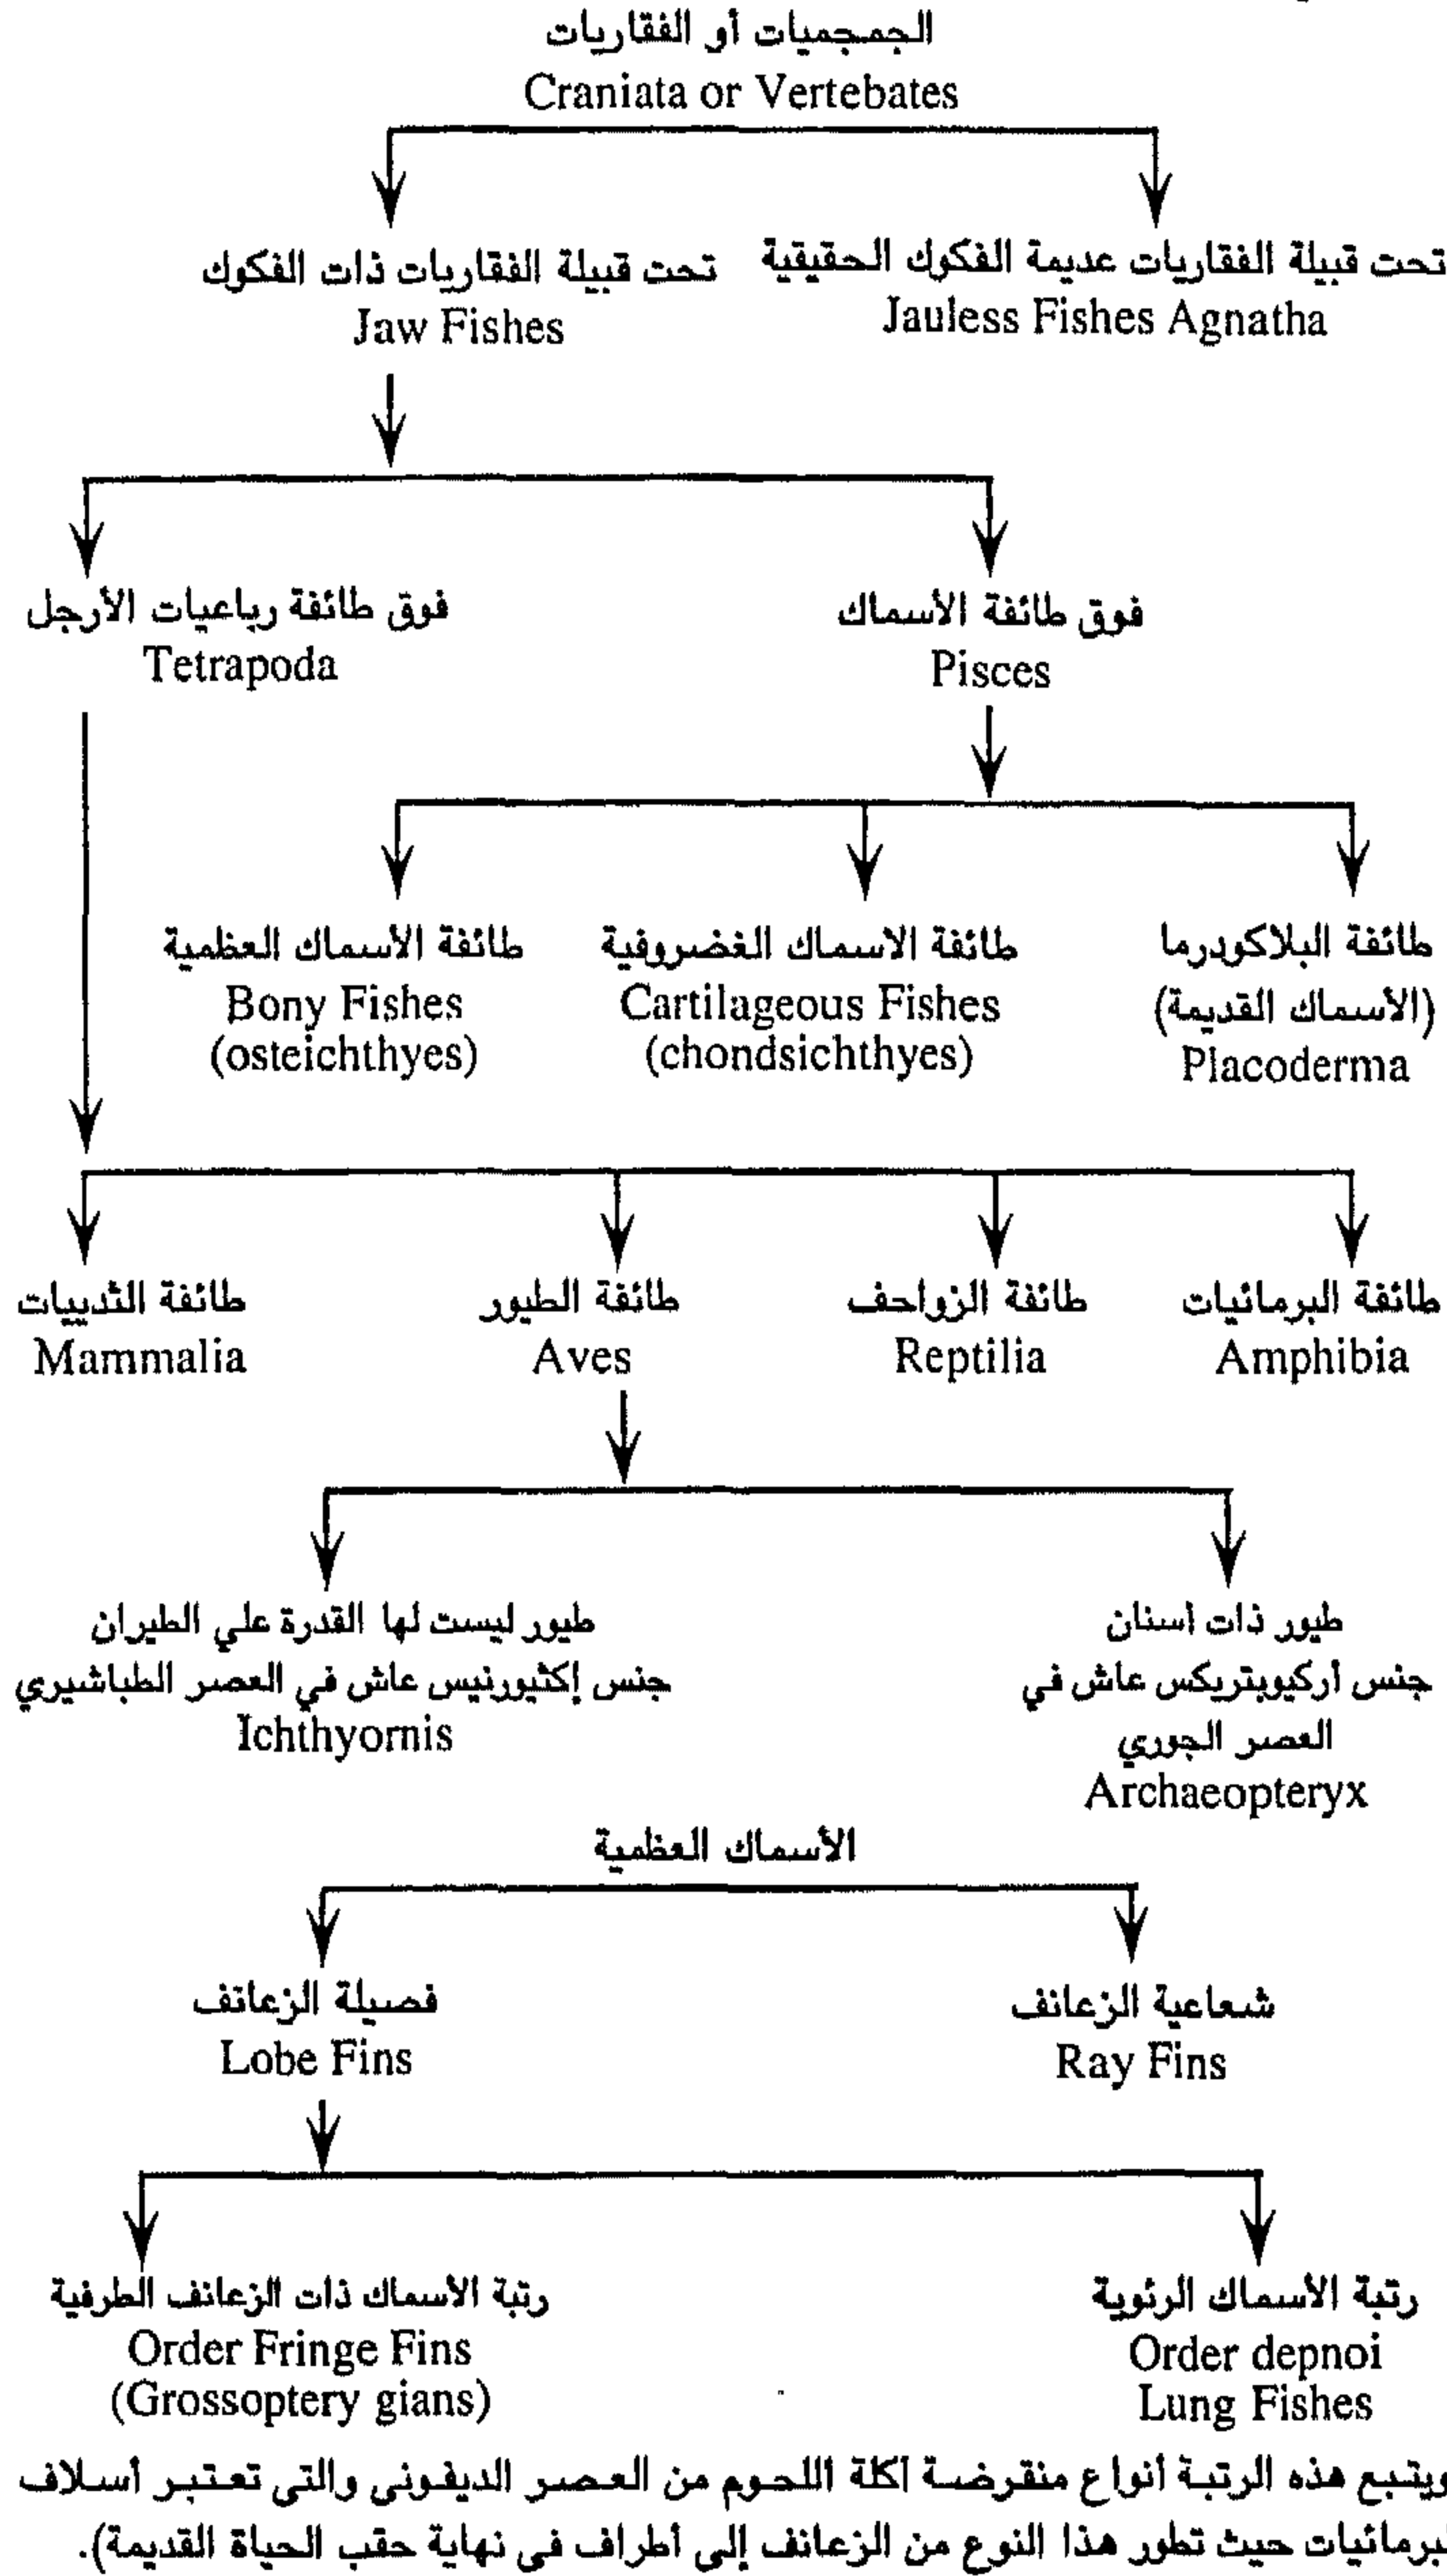 الجمجميات أو الفقاريات
Craniata or Vertebates
تحت قبيلة الفقاريات عديمة الفكوك الحقيقية
Jauless Fishes Agnatha
تحت قبيلة الفقاريات ذات الفكوك
Jaw Fishes
فوق طائفة الأسماك
Pisces
فوق طائفة رباعيات الأرجل
Tetrapoda
طائفة البلاكودرما
(الأسماك القديمة)
Placoderma
طائفة الاسماك الغضروفية
Cartilageous Fishes
(chondsichthyes)
طائفة الأسماك العظمية
Bony Fishes
(osteichthyes)
طائفة البرمائيات
Amphibia
طائفة الزواحف
Reptilia
طائفة الطيور
Aves
طائفة الثدييات
Mammalia
طيور ذات أسنان
جنس أركيوبتريكس عاش في
العصر الجوري
Archaeopteryx
طيور ليست لها القدرة علي الطيران
جنس إكثيورنيس عاش في العصر الطباشيري
Ichthyornis
الأسماك العظمية
شعاعية الزعانف
Ray Fins
فصيلة الزعانف
Lobe Fins
رتبة الأسماك الرئوية
Order depnoi
Lung Fishes
رتبة الأسماك ذات الزعانف الطرفية
Order Fringe Fins
(Grossoptery gians)
ويتبع هذه الرتبة أنواع منقرضة آكلة اللحوم من العصر الديفونى والتى تعتبر أسلاف
البرمائيات حيث تطور هذا النوع من الزعانف إلى أطراف فى نهاية حقب الحياة القديمة).